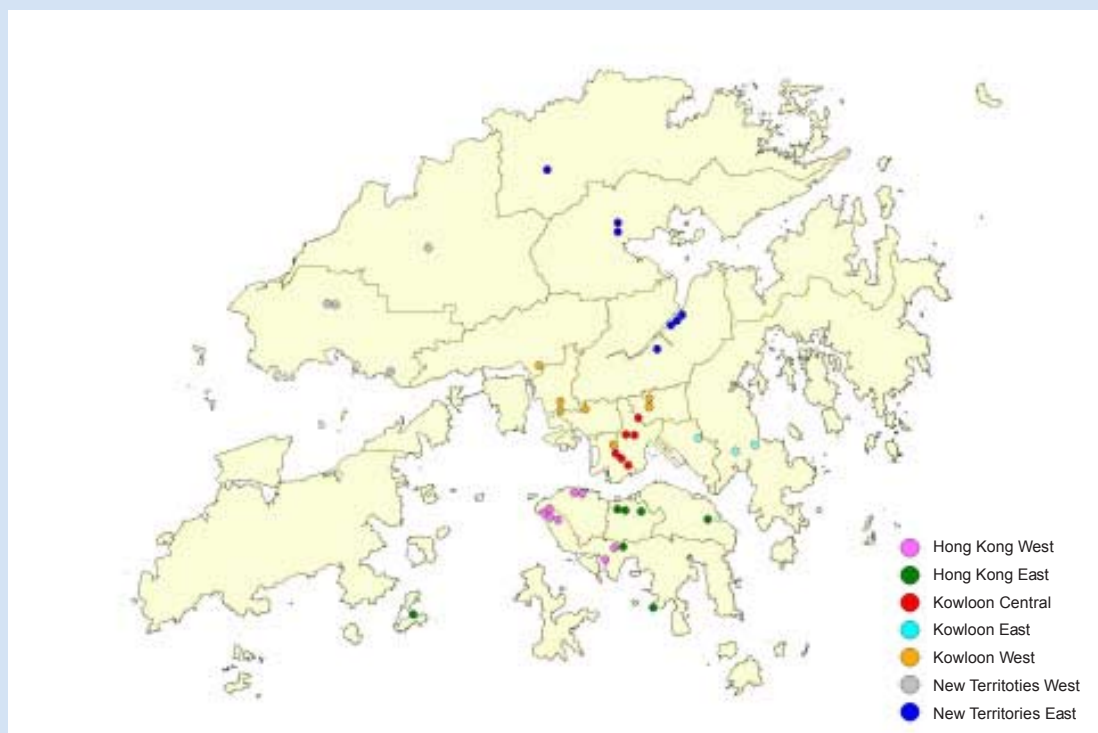 Hong Kong West
Hong Kong East
Kowloon Central
Kowloon East
Kowloon West
New Territoties West
New Territories East